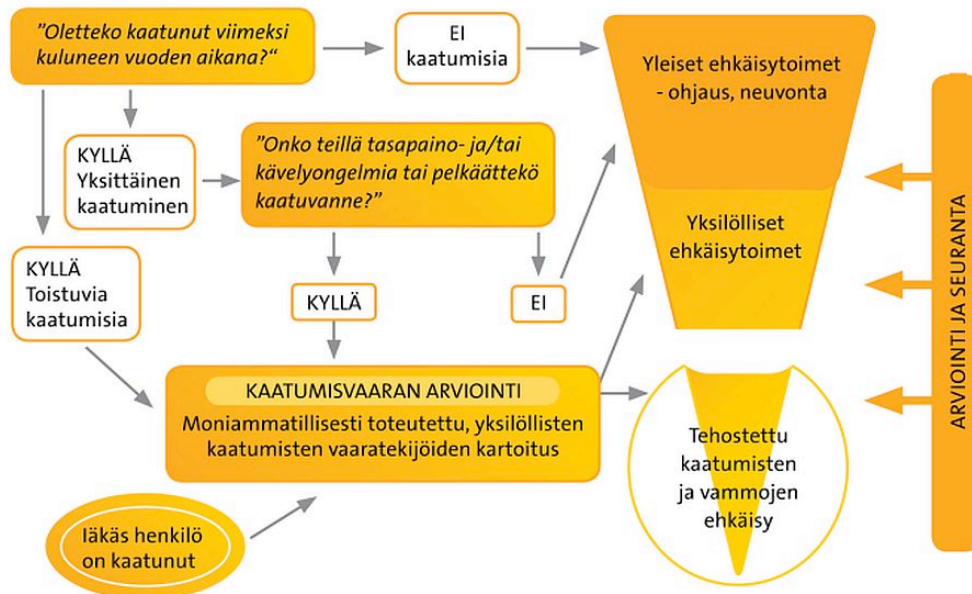 "Oletteko kaatunut viimeksi
kuluneen vuoden aikana?"
EI
kaatumisia
Yleiset ehkäisytoimet
- ohjaus, neuvonta
KYLLÄ
Yksittäinen
kaatuminen
"Onko teillä tasapaino- ja/tai
kävelyongelmia tai pelkäättekö
kaatuvanne?"
Yksilölliset
ehkäisytoimet
KYLLÄ
Toistuvia
kaatumisia
KYLLÄ
EI
KAATUMISVAARAN ARVIOINTI
Moniammatillisesti toteutettu, yksilöllisten
kaatumisten vaaratekijöiden kartoitus
Tehostettu
kaatumisten
ja vammojen
ehkäisy
Iäkäs henkilö
on kaatunut
ARVIOINTI JA SEURANTA